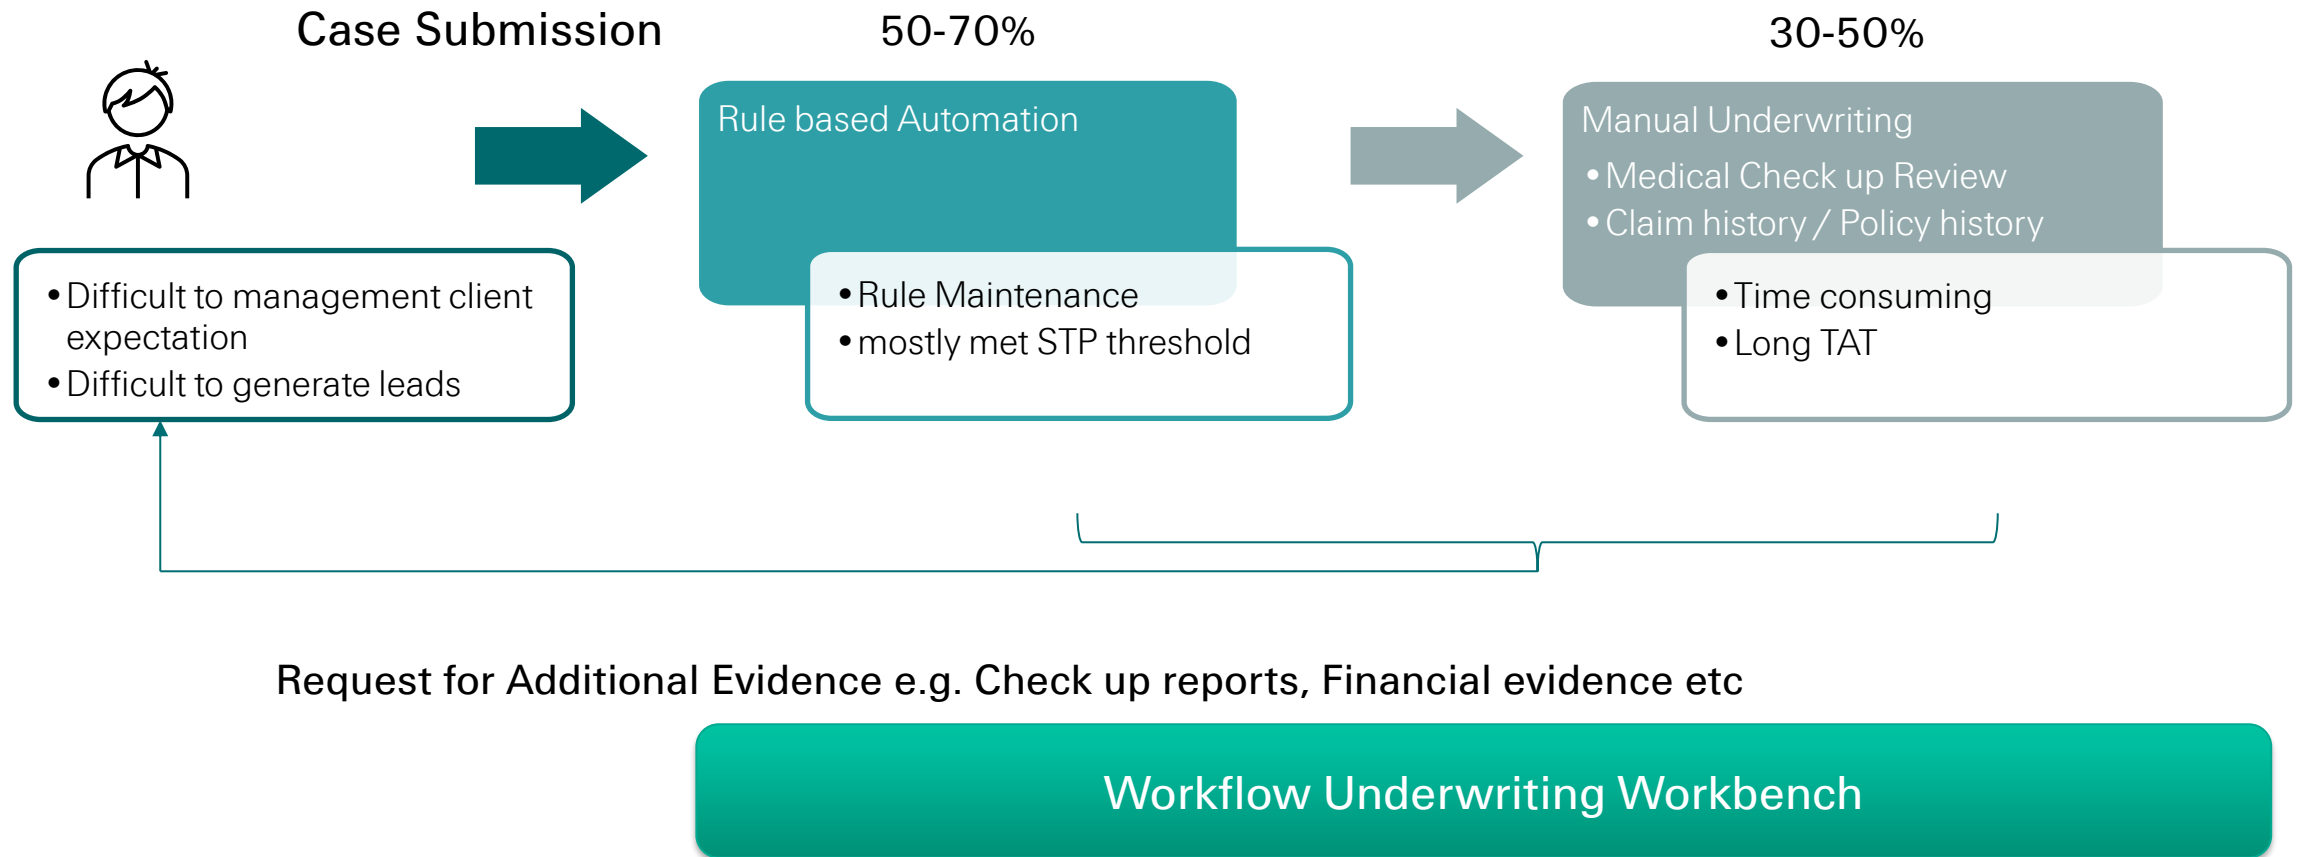 Case Submission
50-70%
30-50%
Rule based Automation
Manual Underwriting
• Medical Check up Review
• Claim history / Policy history
• Difficult to management client
expectation
• Difficult to generate leads
• Rule Maintenance
• mostly met STP threshold
• Time consuming
• Long TAT
Request for Additional Evidence e.g. Check up reports, Financial evidence etc
Workflow Underwriting Workbench